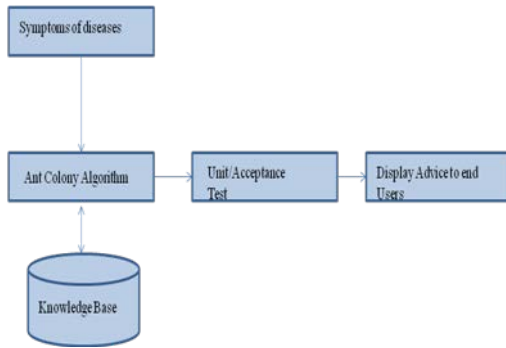 Symptoms of diseases
Ant Colony Algorithm
Unit/Acceptance
Test
Display Advice to end
Users
Knowledge Base